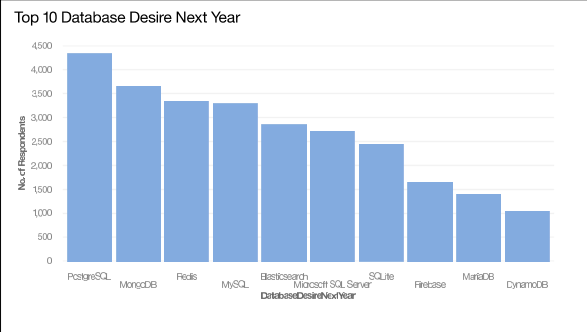 Top 10 Database Desire Next Year
4,500
4,000
3,500
3,000
2,500
2,000
1,500
1,000
500
0
No. of Respondents
PostgreSQL
MongoDB
Redis
MySQL
Elasticsearch
Microsoft SQL Server
SQLite
Firebase
MariaDB
DynamoDB
DatabaseDesireNextYear